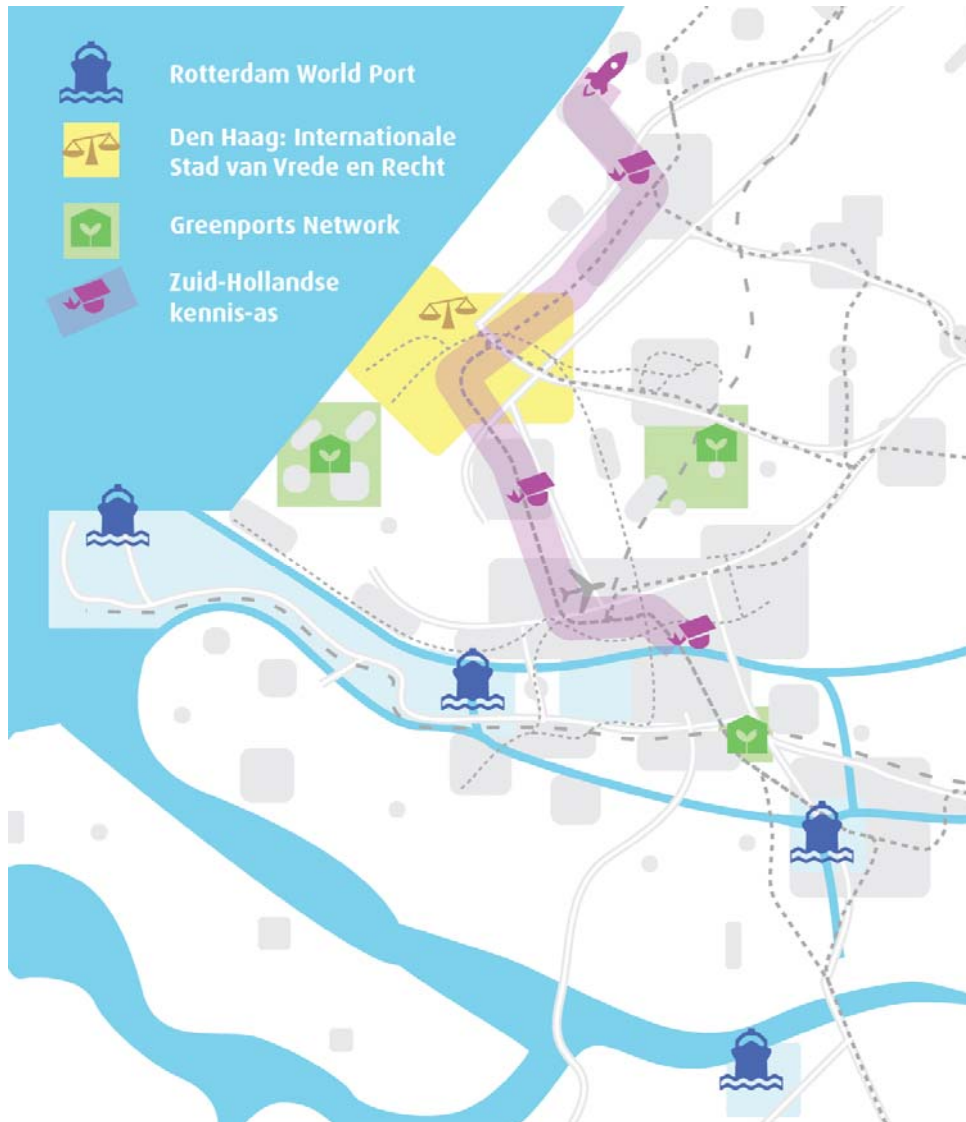 Rotterdam World Port
Den Haag: Internationale
Stad van Vrede en Recht
Greenports Network
Zuid-Hollandse
kennis-as